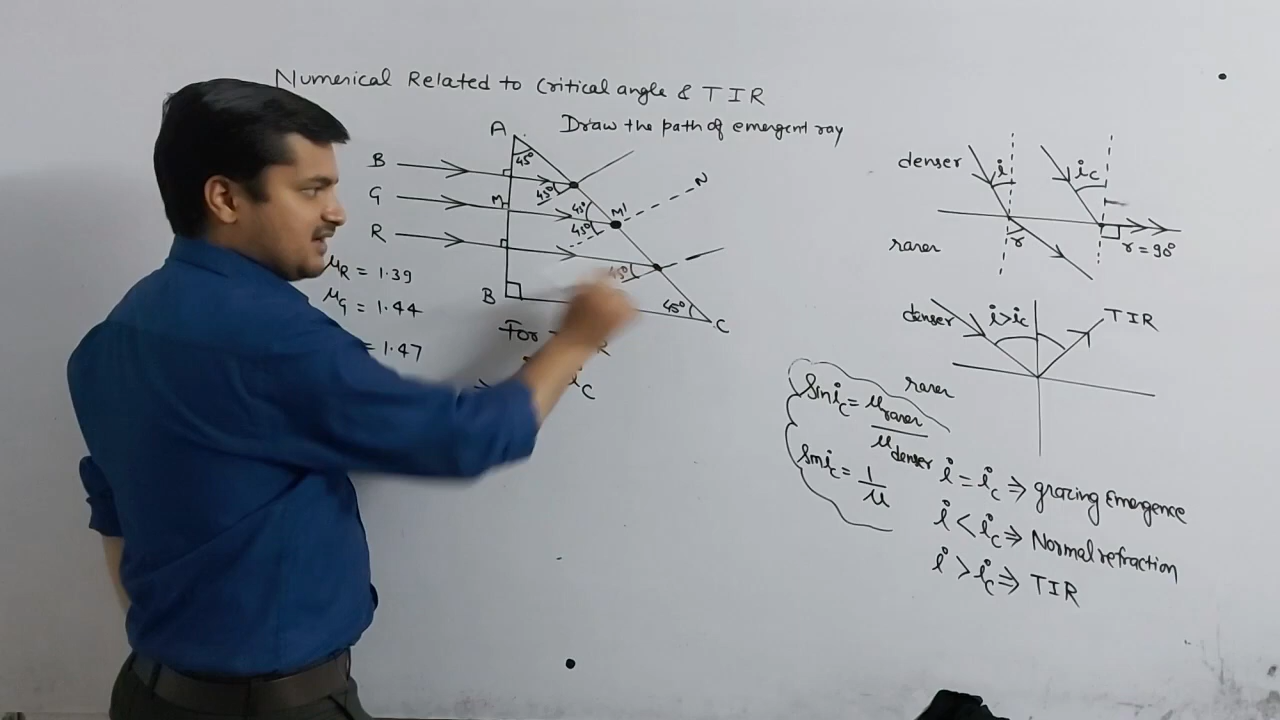 Numerical Related to Critical angle & TIR
Draw the path of emergent ray
A
45°
B
G
R
M
45°
45°
45°
M'
N
45°
B
45°
C
μR = 1.39
μG = 1.44
= 1.47
For
R
iC
denser
i
iC
rarer
r
r = 90°
denser
i>iC
TIR
rarer
Sin iC = μrarer / μdenser
Sin iC = 1/μ
i = iC ⇒ grazing Emergence
i < iC ⇒ Normal refraction
i > iC ⇒ TIR